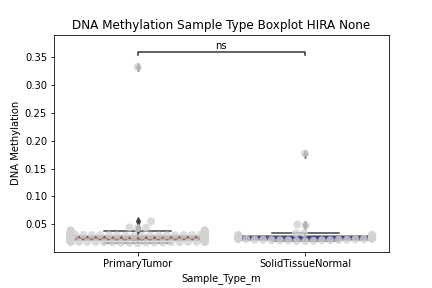 DNA Methylation Sample Type Boxplot HIRA None
ns
0.35
0.30
0.25
0.20
0.15
0.10
0.05
DNA Methylation
PrimaryTumor
SolidTissueNormal
Sample_Type_m